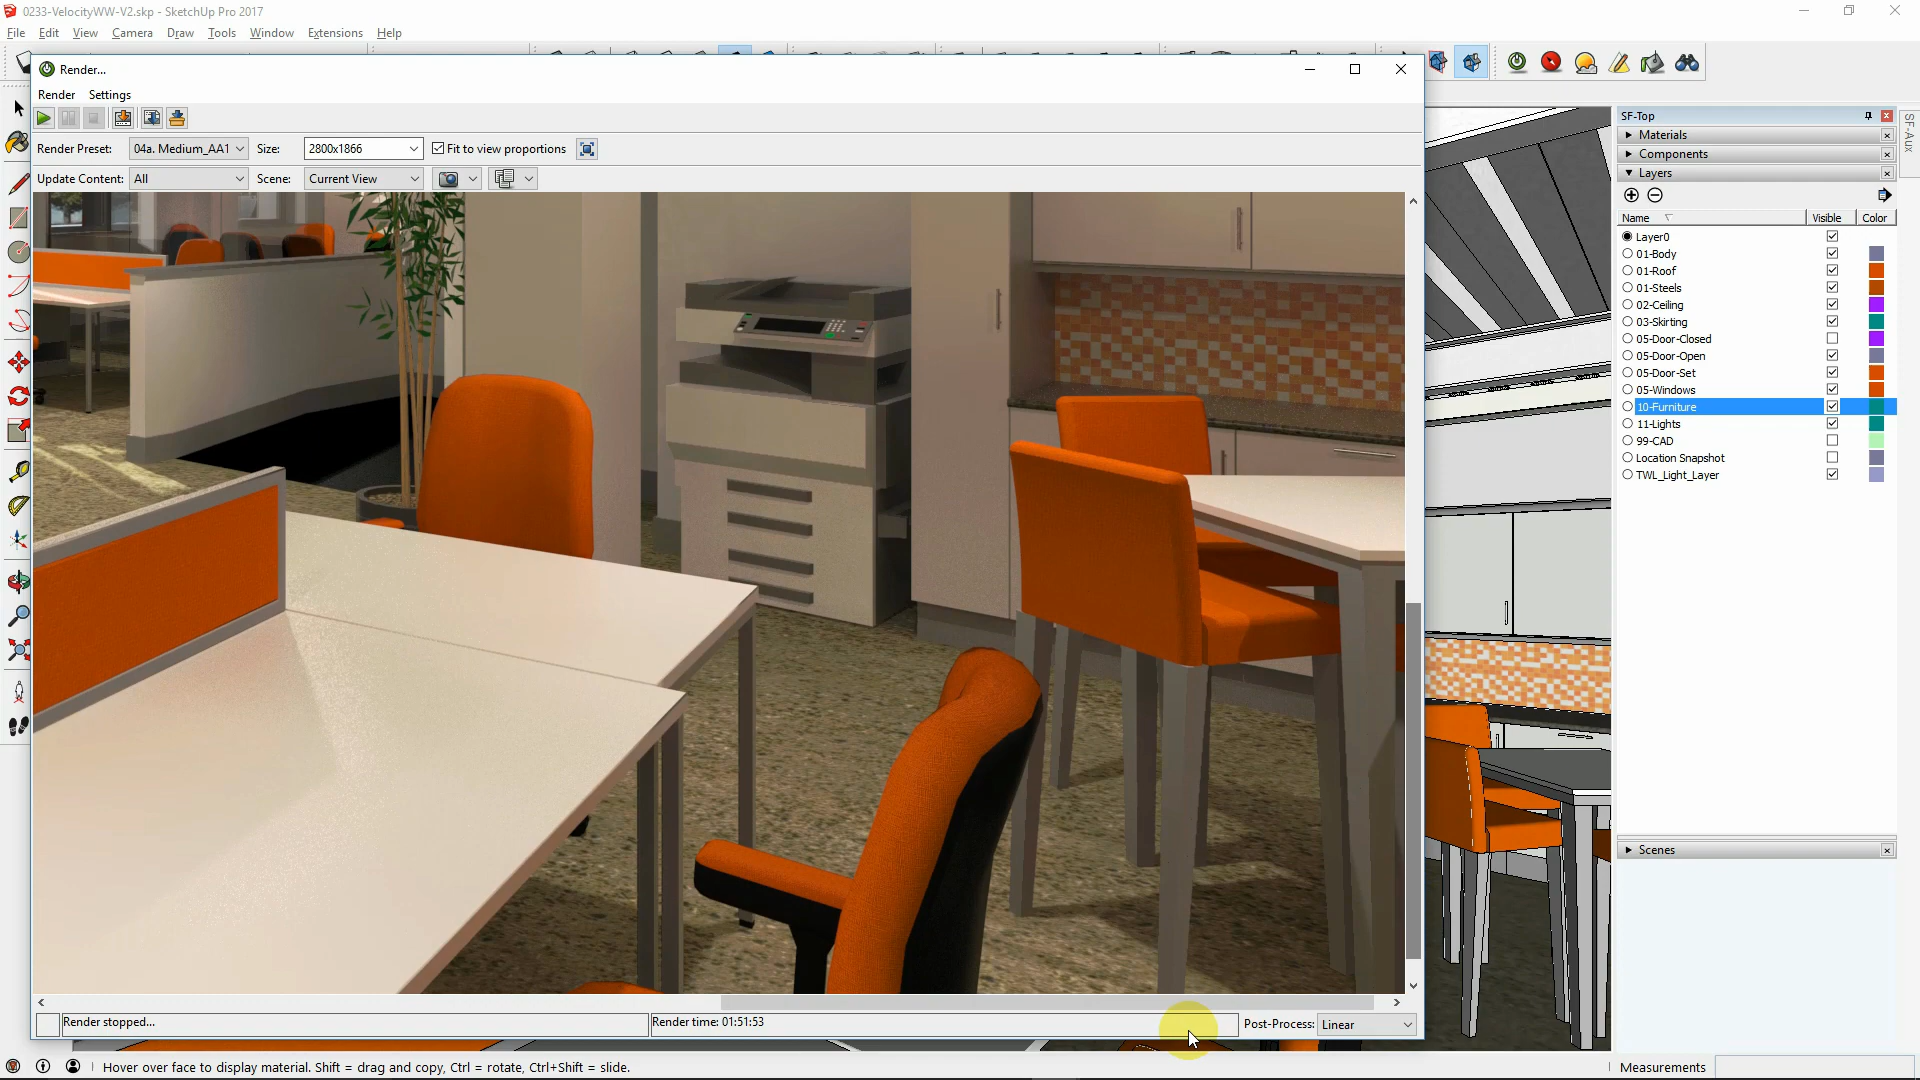 0233-VelocityWW-V2.skp - SketchUp Pro 2017
File Edit View Camera Draw Tools Window Extensions Help
Render...
Render Settings
Render Preset: 04a. Medium_AA1 Size: 2800x1866 Fit to view proportions
Update Content: All Scene: Current View
SF-Top
SF-Aux
Materials
Components
Layers
Name Visible Color
Layer0
01-Body
01-Roof
01-Steels
02-Ceiling
03-Skirting
05-Door-Closed
05-Door-Open
05-Door-Set
05-Windows
10-Furniture
11-Lights
99-CAD
Location Snapshot
TWL_Light_Layer
Scenes
Render stopped... Render time: 01:51:53 Post-Process: Linear
Hover over face to display material. Shift = drag and copy, Ctrl = rotate, Ctrl+Shift = slide. Measurements